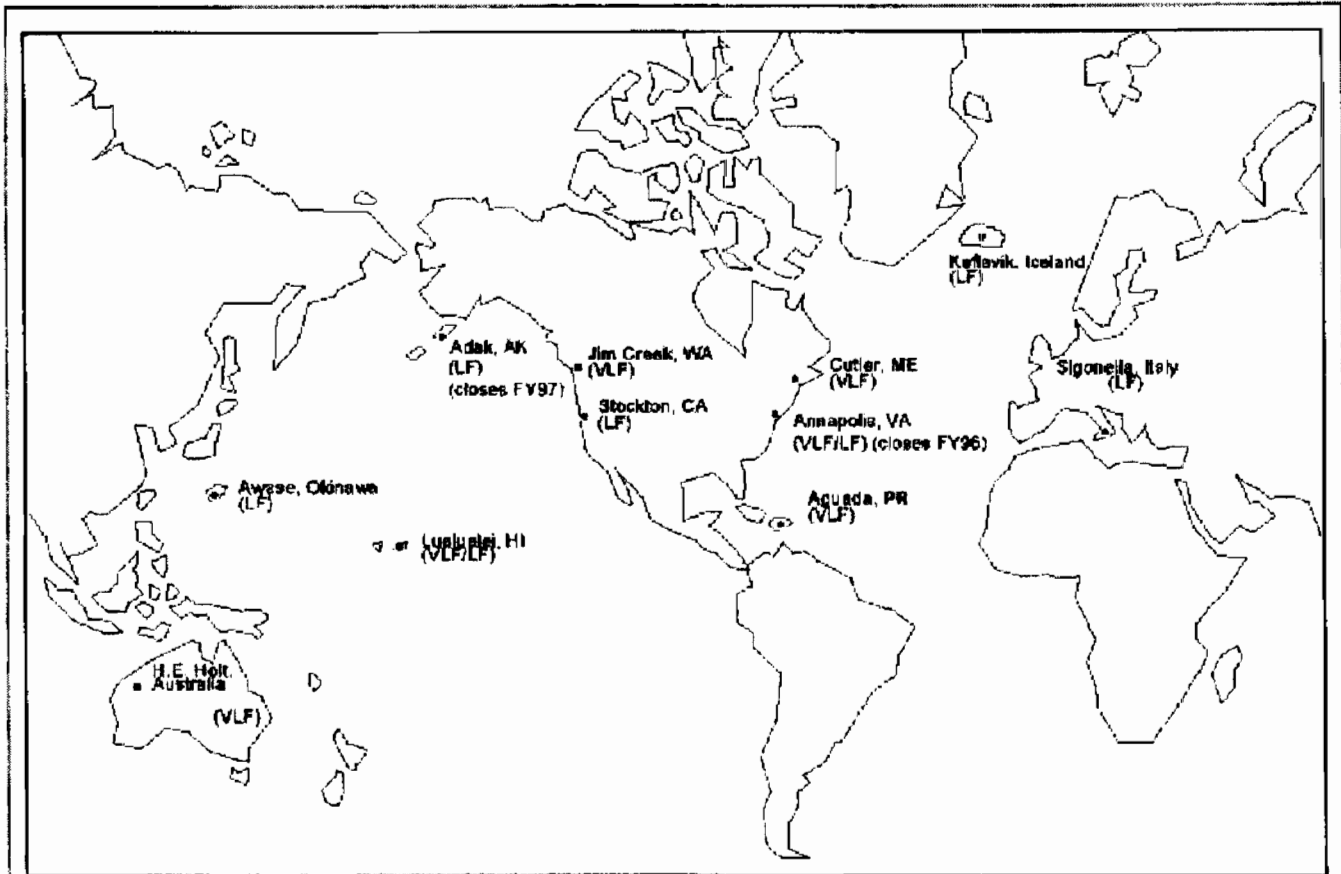 Keflavik, Iceland
(LF)
Adak, AK
(LF)
(closes FY97)
Jim Creek, WA
(VLF)
Cutler, ME
(VLF)
Sigonella, Italy
(LF)
Stockton, CA
(LF)
Annapolis, VA
(VLF/LF) (closes FY96)
Awase, Okinawa
(LF)
Aguada, PR
(VLF)
Lualualei, HI
(VLF/LF)
H.E. Holt,
Australia
(VLF)